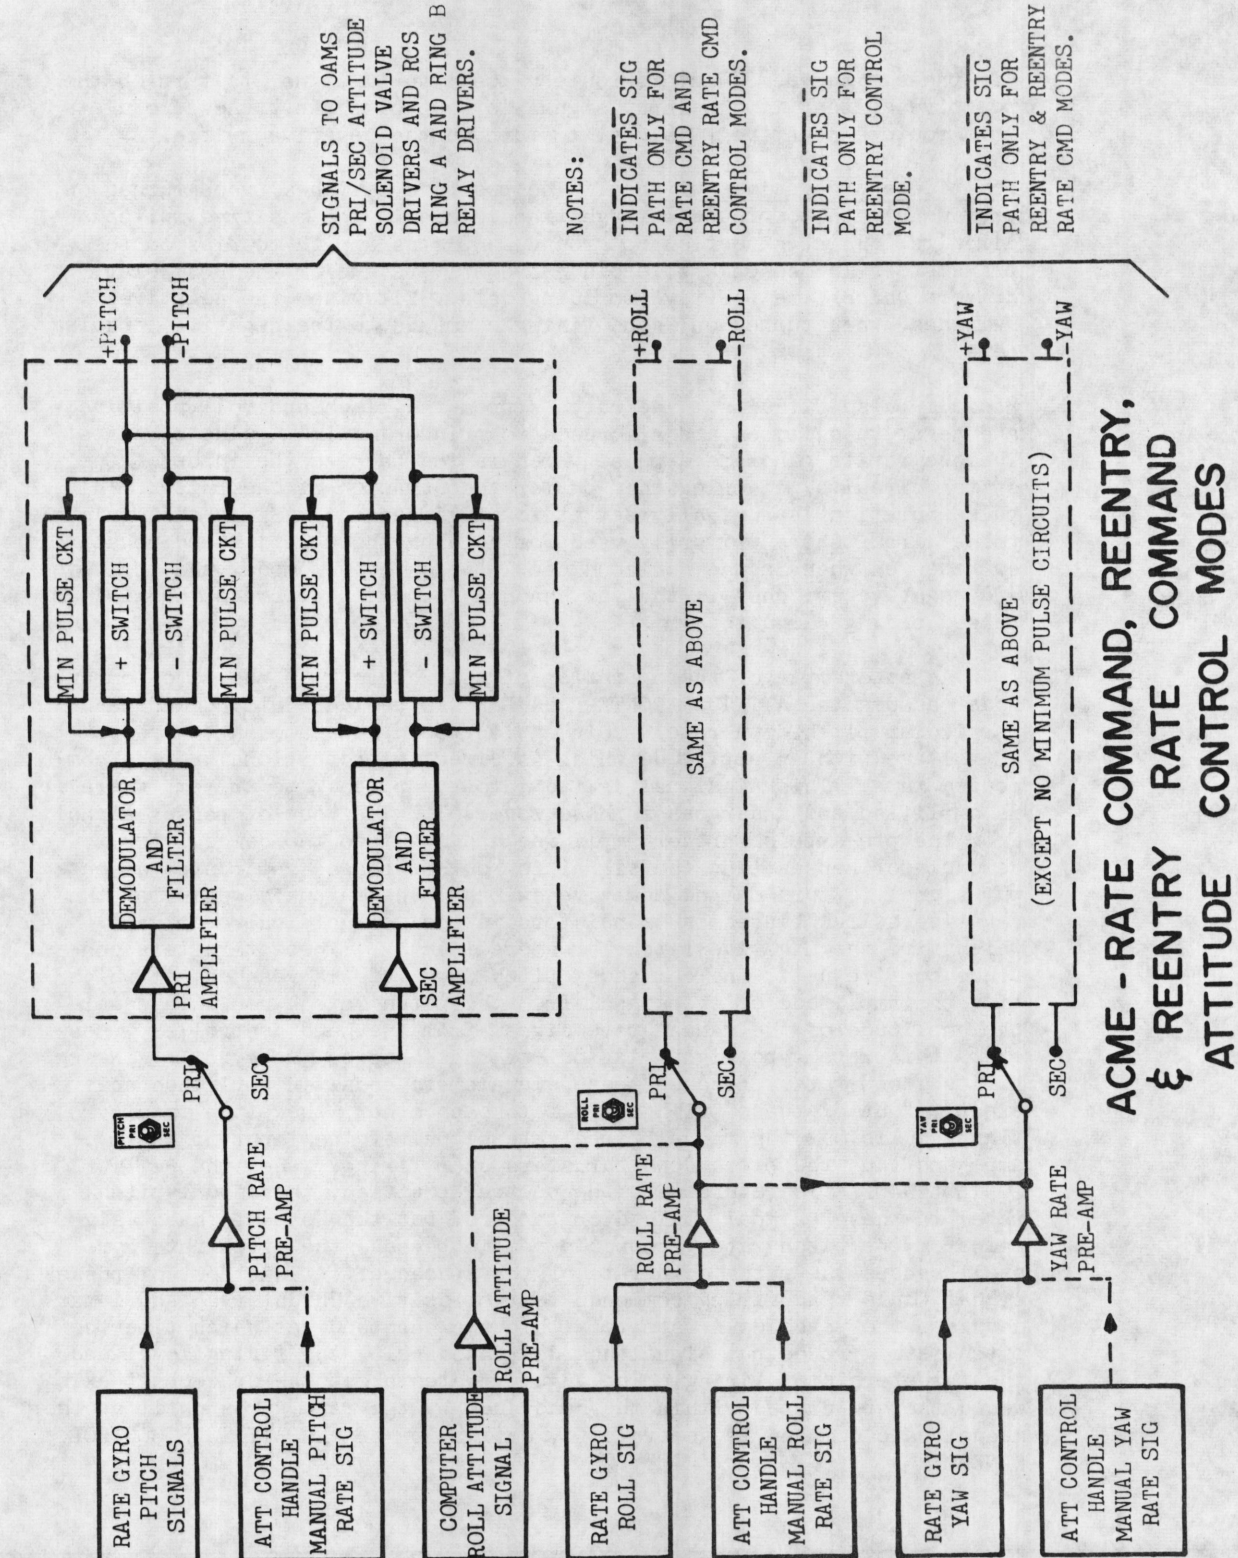 RATE GYRO
PITCH
SIGNALS
ATT CONTROL
HANDLE
MANUAL PITCH
RATE SIG
COMPUTER
ROLL ATTITUDE
SIGNAL
RATE GYRO
ROLL SIG
ATT CONTROL
HANDLE
MANUAL ROLL
RATE SIG
RATE GYRO
YAW SIG
ATT CONTROL
HANDLE
MANUAL YAW
RATE SIG
PITCH RATE
PRE-AMP
ROLL ATTITUDE
PRE-AMP
ROLL RATE
PRE-AMP
YAW RATE
PRE-AMP
PITCH
PRI
SEC
PRI
SEC
ROLL
PRI
SEC
PRI
SEC
YAW
PRI
SEC
PRI
SEC
PRI
AMPLIFIER
SEC
AMPLIFIER
DEMODULATOR
AND
FILTER
DEMODULATOR
AND
FILTER
MIN PULSE CKT
+ SWITCH
- SWITCH
MIN PULSE CKT
MIN PULSE CKT
+ SWITCH
- SWITCH
MIN PULSE CKT
+PITCH
-PITCH
SAME AS ABOVE
+ROLL
-ROLL
SAME AS ABOVE
(EXCEPT NO MINIMUM PULSE CIRCUITS)
+YAW
-YAW
SIGNALS TO OAMS
PRI/SEC ATTITUDE
SOLENOID VALVE
DRIVERS AND RCS
RING A AND RING B
RELAY DRIVERS.
NOTES:
INDICATES SIG
PATH ONLY FOR
RATE CMD AND
REENTRY RATE CMD
CONTROL MODES.
INDICATES SIG
PATH ONLY FOR
REENTRY CONTROL
MODE.
INDICATES SIG
PATH ONLY FOR
REENTRY & REENTRY
RATE CMD MODES.
ACME-RATE COMMAND, REENTRY,
& REENTRY RATE COMMAND
ATTITUDE CONTROL MODES